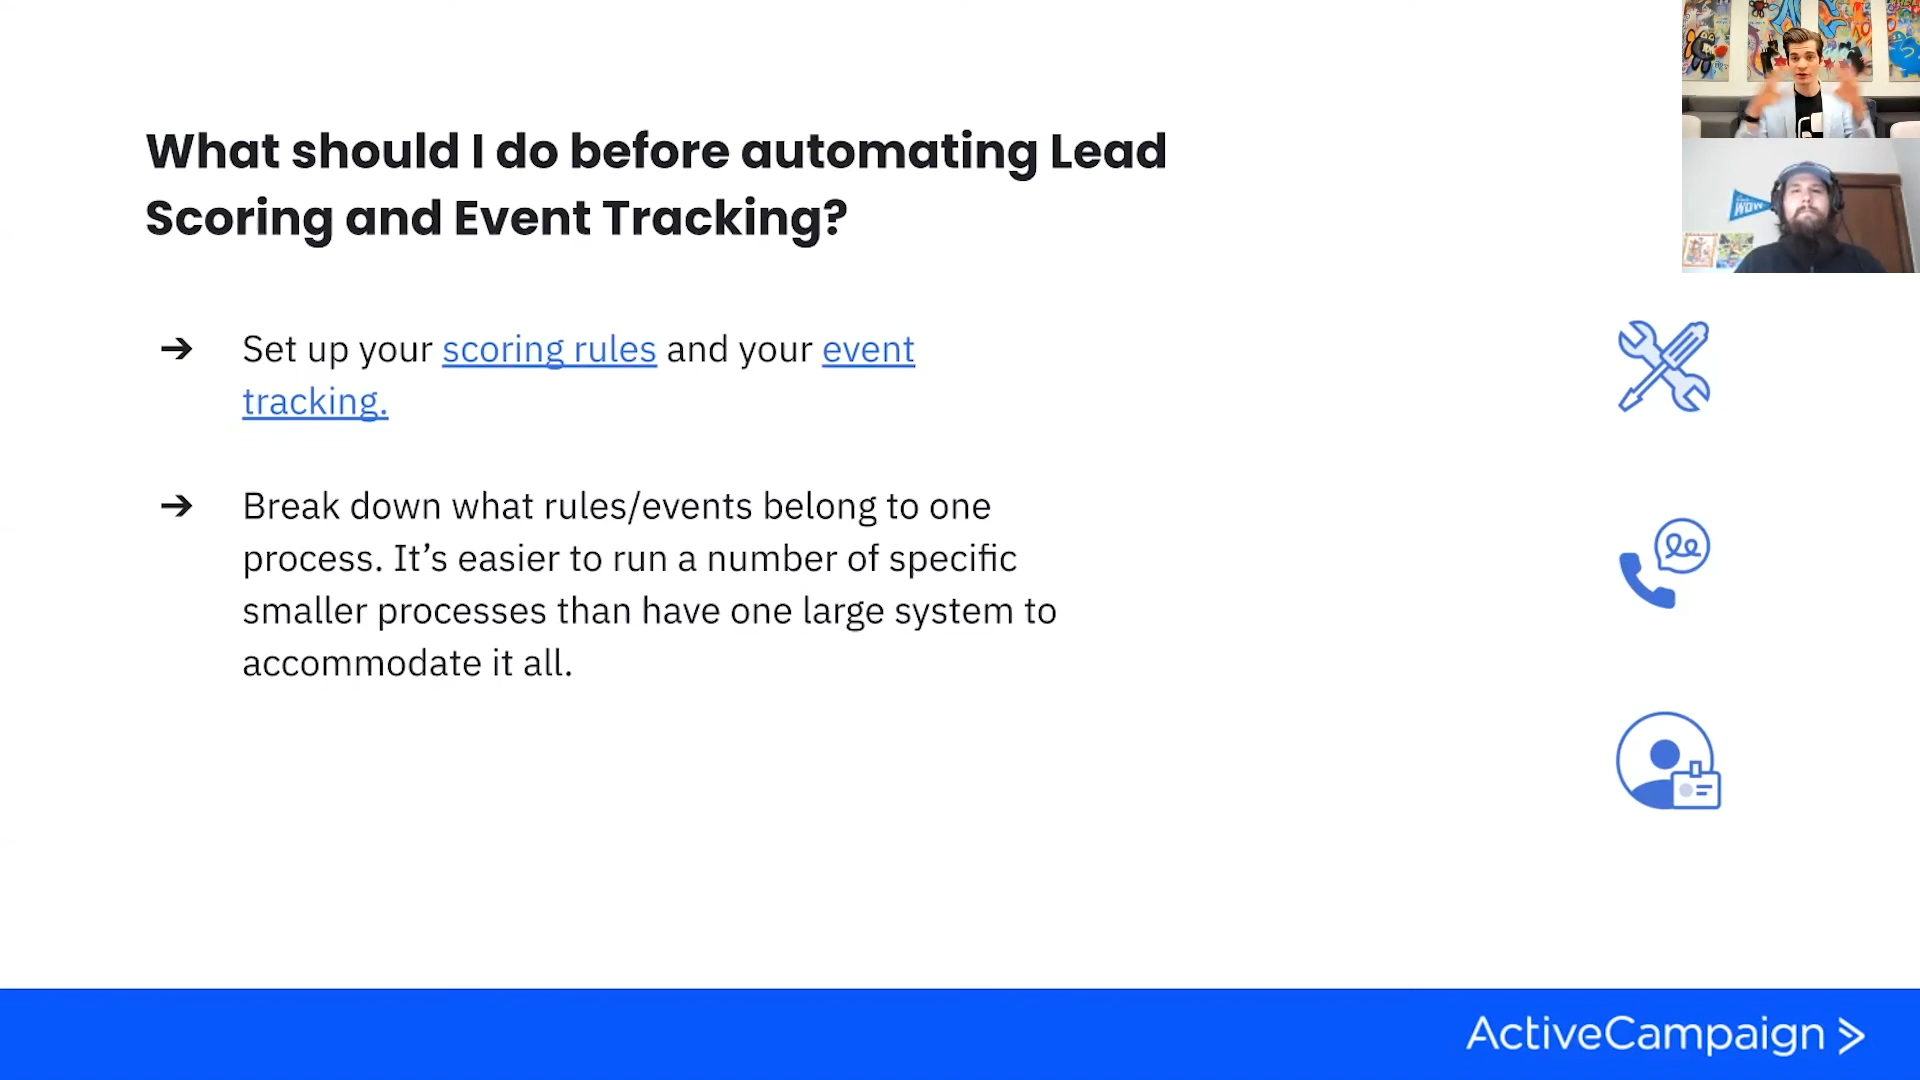 What should I do before automating Lead
Scoring and Event Tracking?
➔ Set up your scoring rules and your event
tracking.
➔ Break down what rules/events belong to one
process. It’s easier to run a number of specific
smaller processes than have one large system to
accommodate it all.
WOW
ActiveCampaign